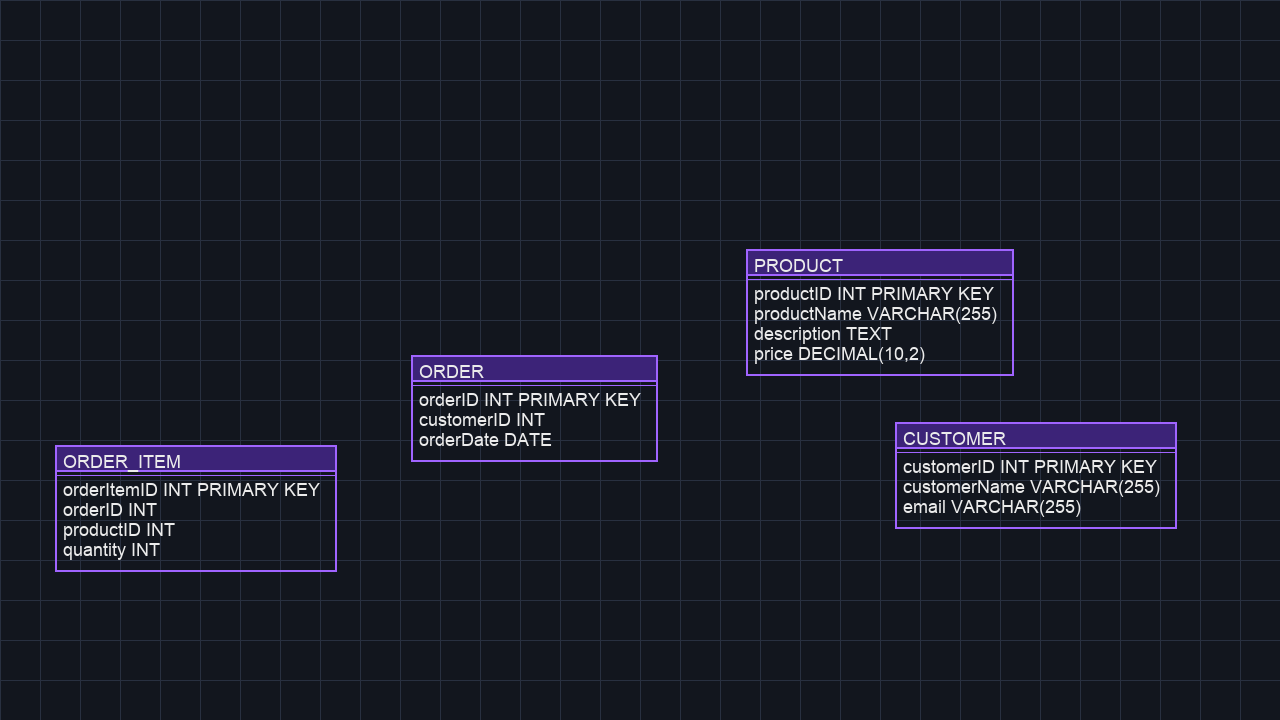 PRODUCT
productID INT PRIMARY KEY
productName VARCHAR(255)
description TEXT
price DECIMAL(10,2)
ORDER
orderID INT PRIMARY KEY
customerID INT
orderDate DATE
CUSTOMER
customerID INT PRIMARY KEY
customerName VARCHAR(255)
email VARCHAR(255)
ORDER_ITEM
orderItemID INT PRIMARY KEY
orderID INT
productID INT
quantity INT